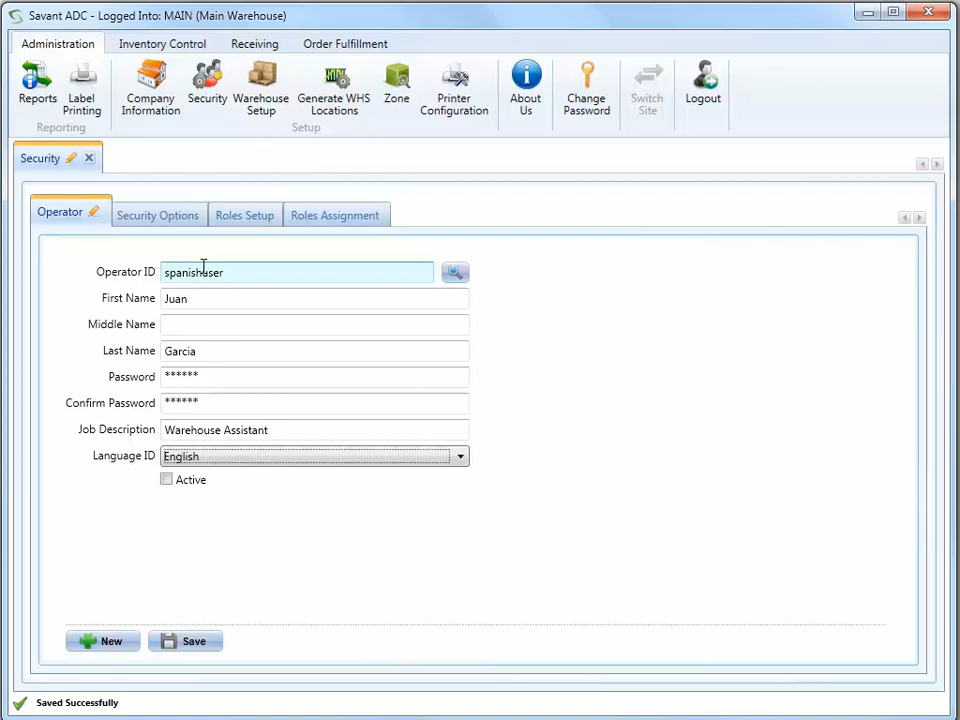 Savant ADC - Logged Into: MAIN (Main Warehouse)
Administration Inventory Control Receiving Order Fulfillment
Reports Label Printing Company Information Security Warehouse Setup Generate WHS Locations Zone Printer Configuration About Us Change Password Switch Site Logout
Reporting Setup
Security
Operator Security Options Roles Setup Roles Assignment
Operator ID spanishuser
First Name Juan
Middle Name
Last Name Garcia
Password ******
Confirm Password ******
Job Description Warehouse Assistant
Language ID English
Active
New Save
Saved Successfully